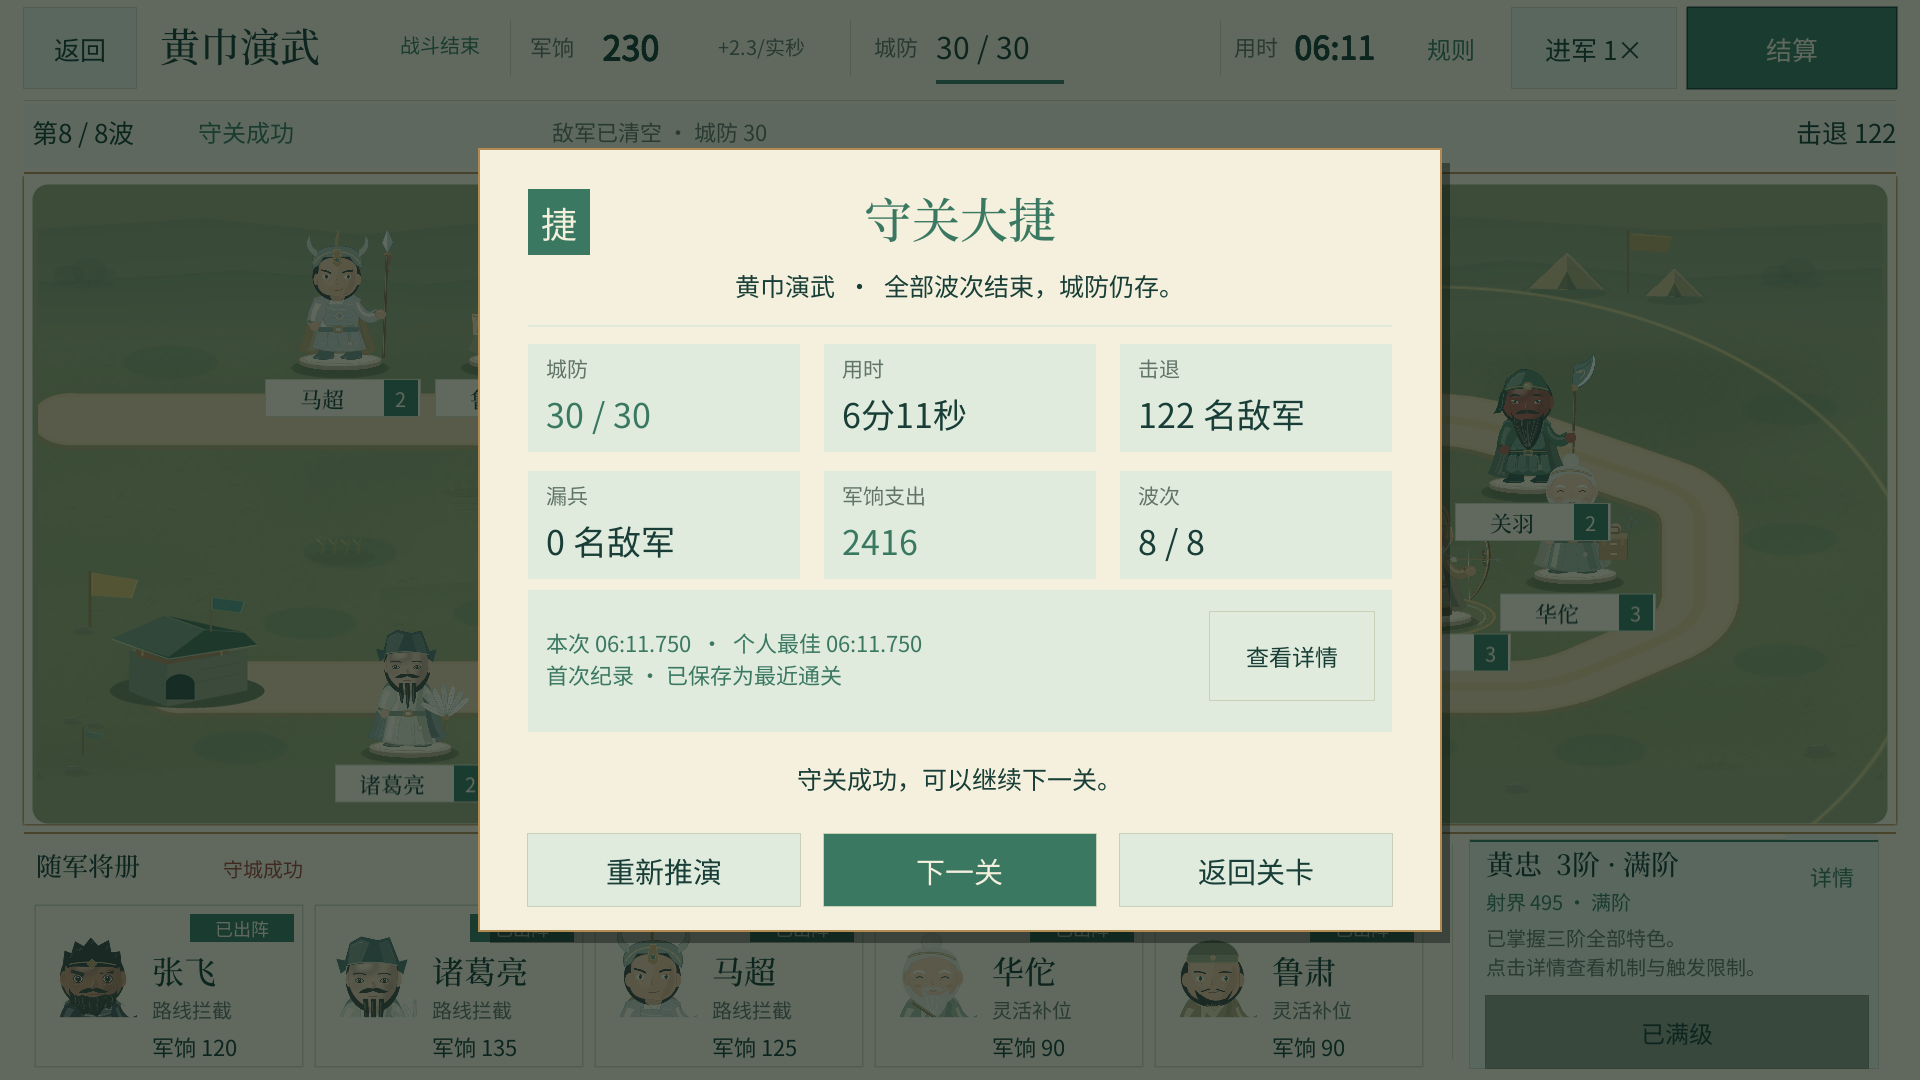 返回
黄巾演武
战斗结束
军饷 230 +2.3/实秒
城防 30 / 30
用时 06:11
规则
进军 1×
结算
第8 / 8波
守关成功
敌军已清空 · 城防 30
击退 122
捷
守关大捷
黄巾演武 · 全部波次结束，城防仍存。
城防
30 / 30
用时
6分11秒
击退
122 名敌军
漏兵
0 名敌军
军饷支出
2416
波次
8 / 8
本次 06:11.750 · 个人最佳 06:11.750
首次纪录 · 已保存为最近通关
查看详情
守关成功，可以继续下一关。
重新推演
下一关
返回关卡
马超 2
诸葛亮 2
关羽 2
华佗 3
3
随军将册
守城成功
已出阵
张飞
路线拦截
军饷 120
诸葛亮
路线拦截
军饷 135
马超
路线拦截
军饷 125
华佗
灵活补位
军饷 90
鲁肃
灵活补位
军饷 90
黄忠 3阶 · 满阶
详情
射界 495 · 满阶
已掌握三阶全部特色。
点击详情查看机制与触发限制。
已满级